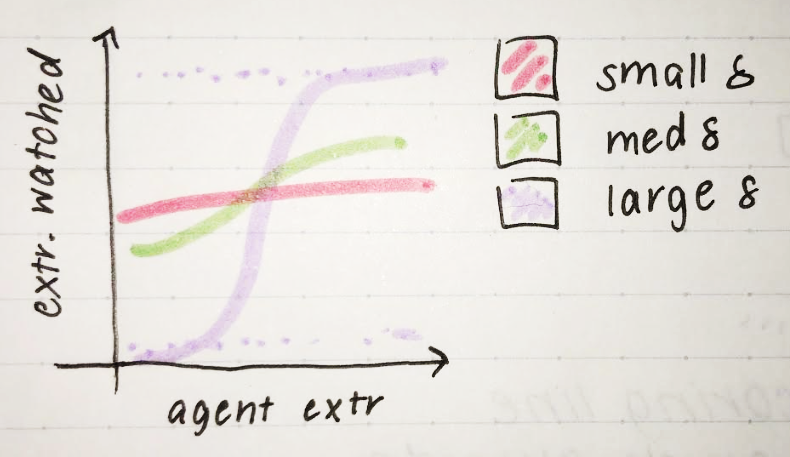 extr. watched
agent extr
small δ
med δ
large δ